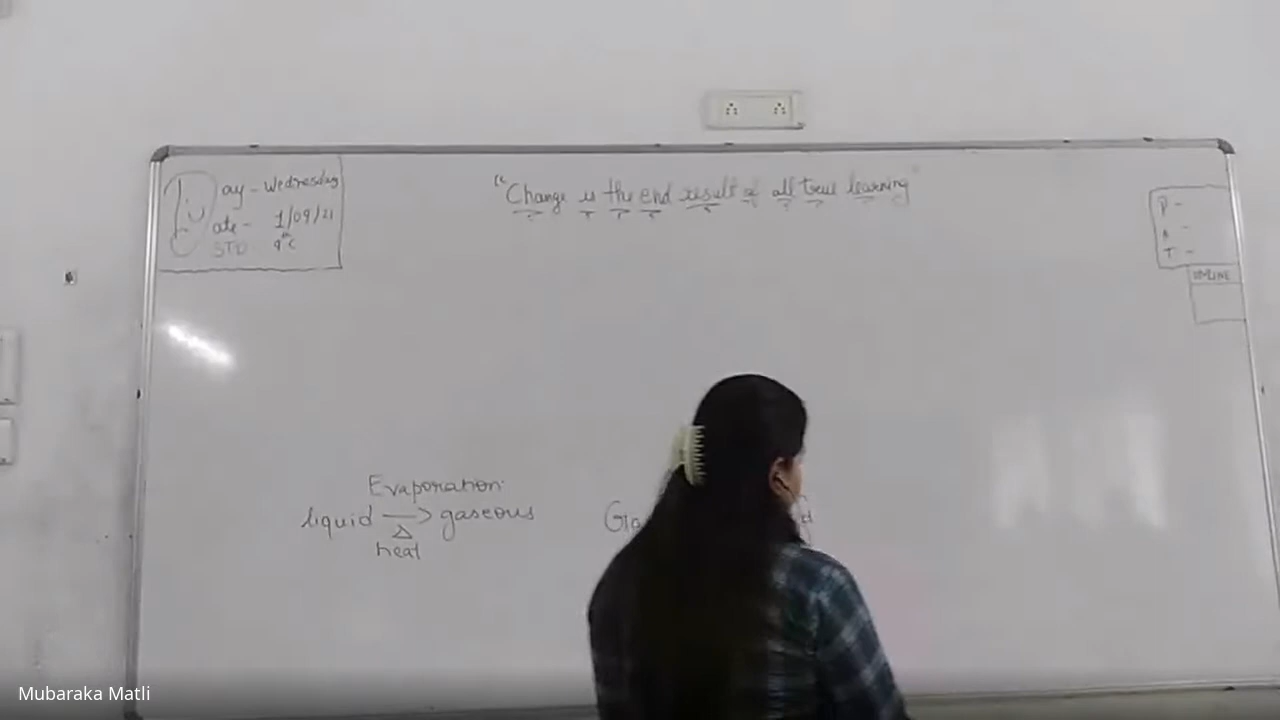 Day - Wednesday
Date - 1/09/21
STD 9th C
"Change is the end result of all true learning"
P -
A -
T -
ONLINE
Evaporation
liquid → gaseous
Δ
heat
Mubaraka Matli